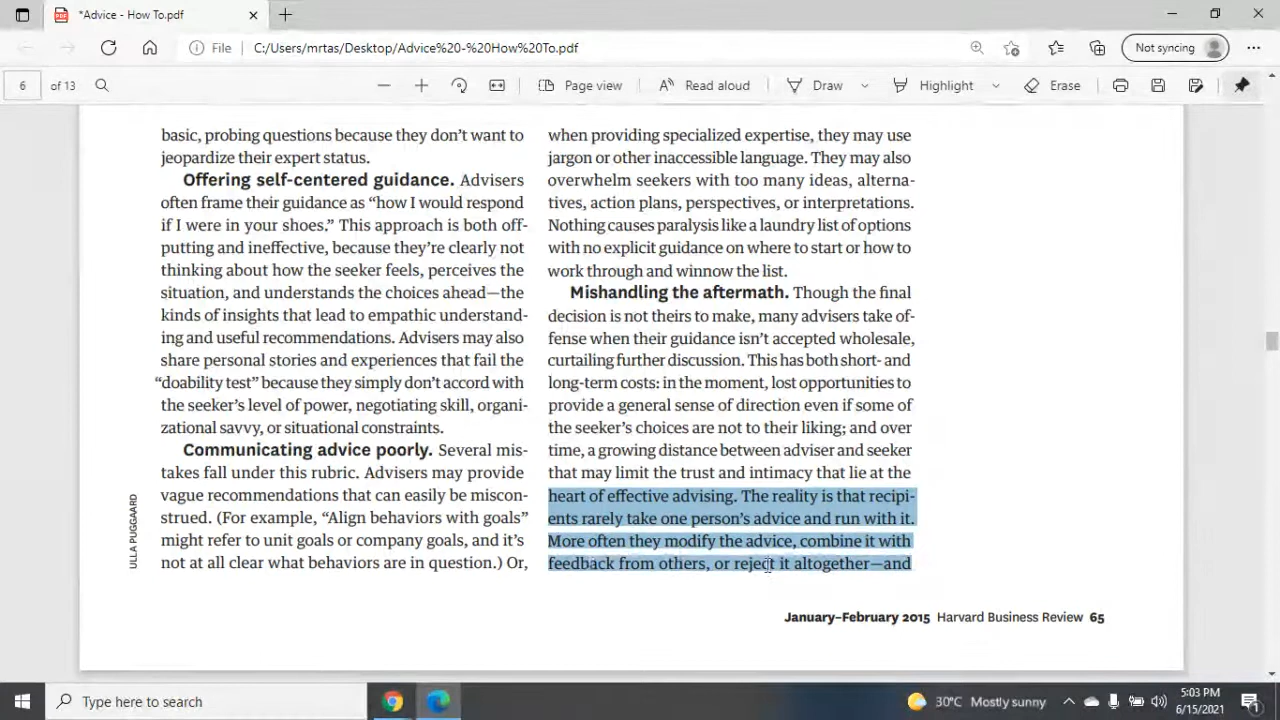 *Advice - How To.pdf
File
C:/Users/mrtas/Desktop/Advice%20-%20How%20To.pdf
Not syncing
6
of 13
Page view
Read aloud
Draw
Highlight
Erase
basic, probing questions because they don't want to
jeopardize their expert status.
Offering self-centered guidance. Advisers
often frame their guidance as “how I would respond
if I were in your shoes.” This approach is both off-
putting and ineffective, because they're clearly not
thinking about how the seeker feels, perceives the
situation, and understands the choices ahead—the
kinds of insights that lead to empathic understand-
ing and useful recommendations. Advisers may also
share personal stories and experiences that fail the
“doability test” because they simply don't accord with
the seeker's level of power, negotiating skill, organi-
zational savvy, or situational constraints.
Communicating advice poorly. Several mis-
takes fall under this rubric. Advisers may provide
vague recommendations that can easily be miscon-
strued. (For example, “Align behaviors with goals”
might refer to unit goals or company goals, and it's
not at all clear what behaviors are in question.) Or,
when providing specialized expertise, they may use
jargon or other inaccessible language. They may also
overwhelm seekers with too many ideas, alterna-
tives, action plans, perspectives, or interpretations.
Nothing causes paralysis like a laundry list of options
with no explicit guidance on where to start or how to
work through and winnow the list.
Mishandling the aftermath. Though the final
decision is not theirs to make, many advisers take of-
fense when their guidance isn't accepted wholesale,
curtailing further discussion. This has both short- and
long-term costs: in the moment, lost opportunities to
provide a general sense of direction even if some of
the seeker's choices are not to their liking; and over
time, a growing distance between adviser and seeker
that may limit the trust and intimacy that lie at the
heart of effective advising. The reality is that recipi-
ents rarely take one person's advice and run with it.
More often they modify the advice, combine it with
feedback from others, or reject it altogether—and
ULLA PUGGAARD
January–February 2015 Harvard Business Review 65
Type here to search
30°C Mostly sunny
5:03 PM
6/15/2021
1